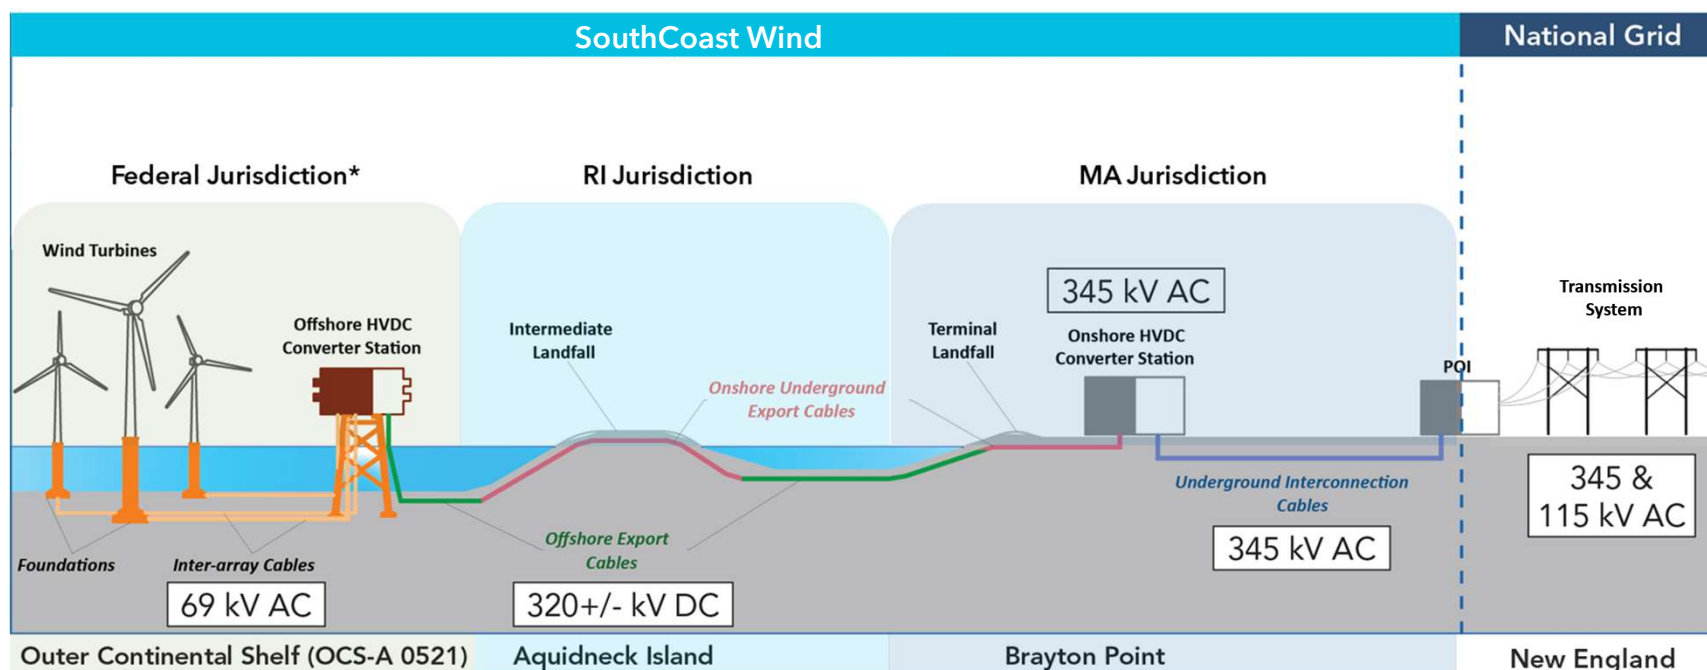 SouthCoast Wind
National Grid
Federal Jurisdiction*
RI Jurisdiction
MA Jurisdiction
Wind Turbines
Offshore HVDC
Converter Station
Intermediate
Landfall
Onshore Underground
Export Cables
Terminal
Landfall
345 kV AC
Onshore HVDC
Converter Station
POI
Transmission
System
Foundations
Inter-array Cables
69 kV AC
Offshore Export
Cables
320+/- kV DC
Underground Interconnection
Cables
345 kV AC
345 &
115 kV AC
Outer Continental Shelf (OCS-A 0521)
Aquidneck Island
Brayton Point
New England